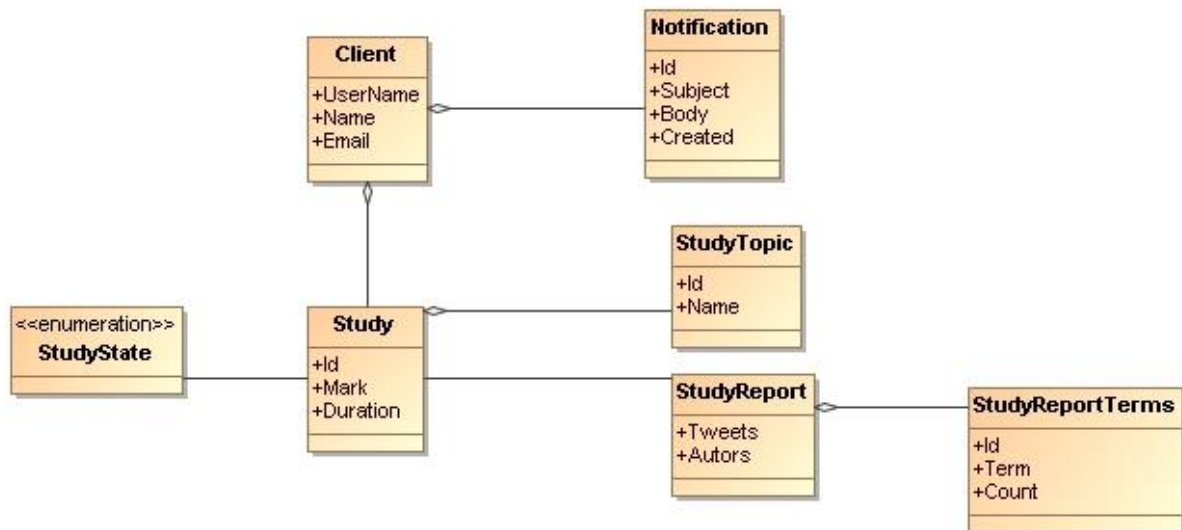 Client
+UserName
+Name
+Email
Notification
+Id
+Subject
+Body
+Created
StudyTopic
+Id
+Name
<<enumeration>>
StudyState
Study
+Id
+Mark
+Duration
StudyReport
+Tweets
+Autors
StudyReportTerms
+Id
+Term
+Count